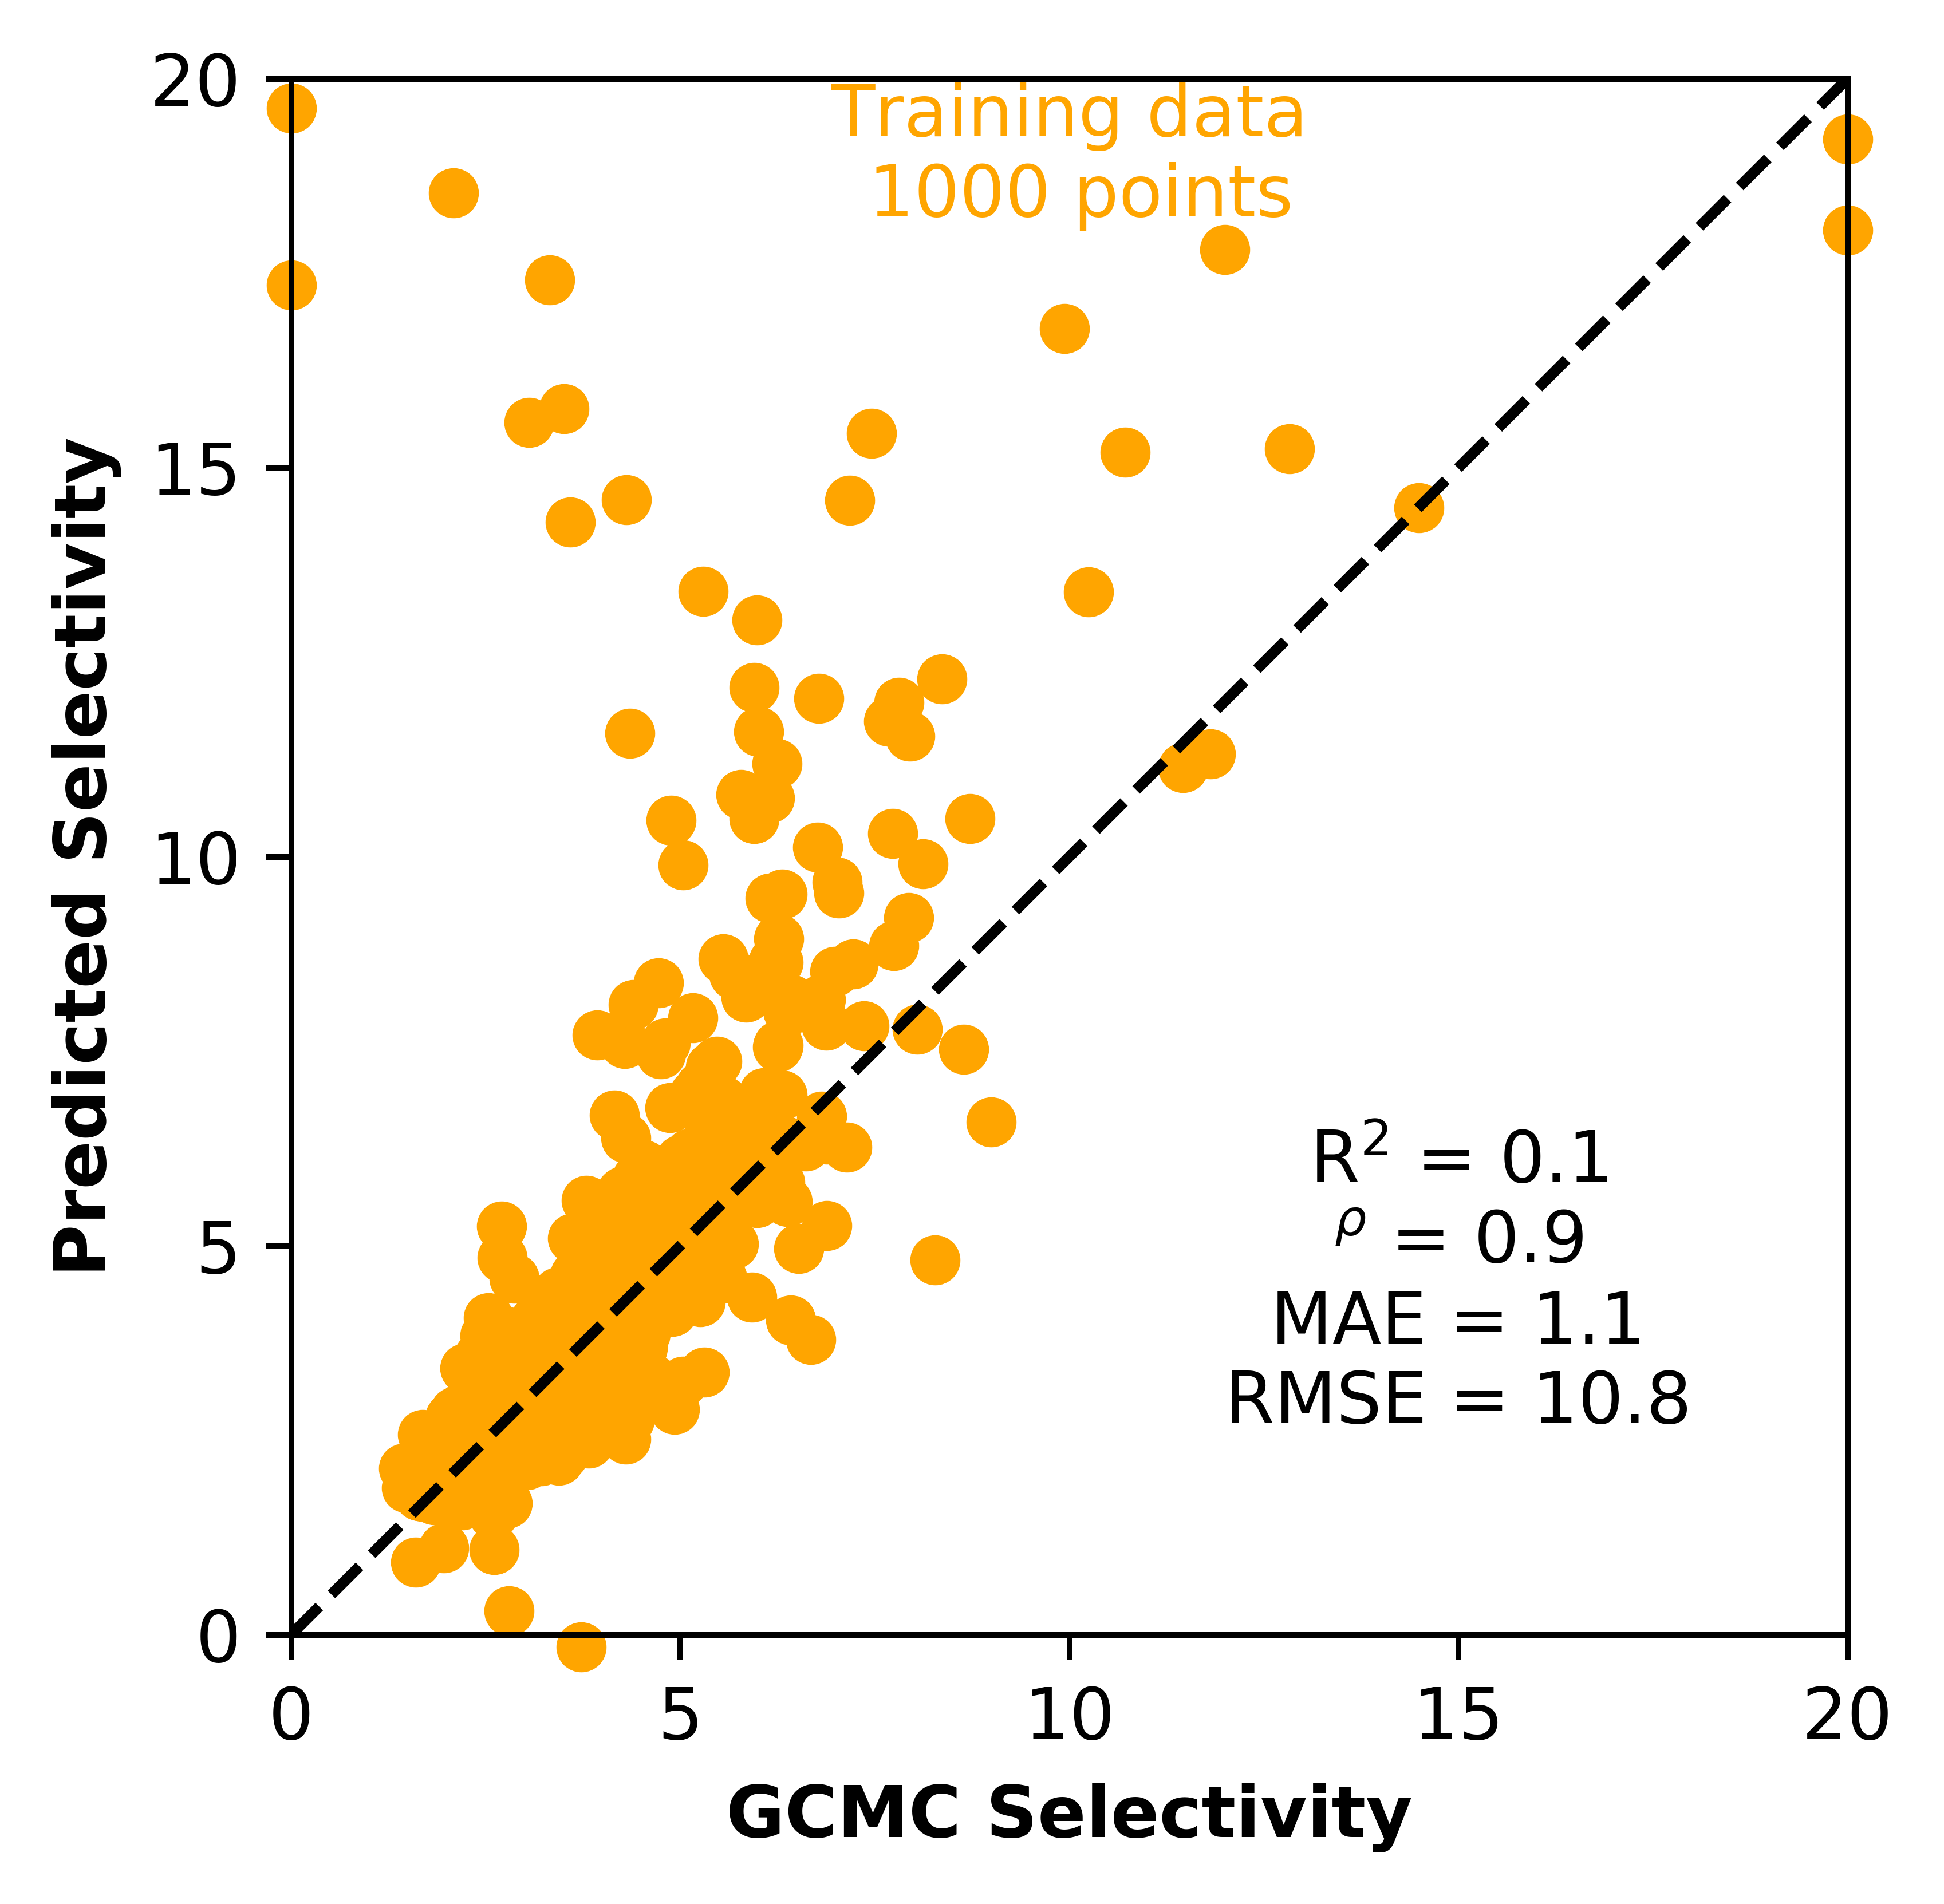 Training data
1000 points
20
15
10
5
0
Predicted Selectivity
R² = 0.1
ρ = 0.9
MAE = 1.1
RMSE = 10.8
0 5 10 15 20
GCMC Selectivity